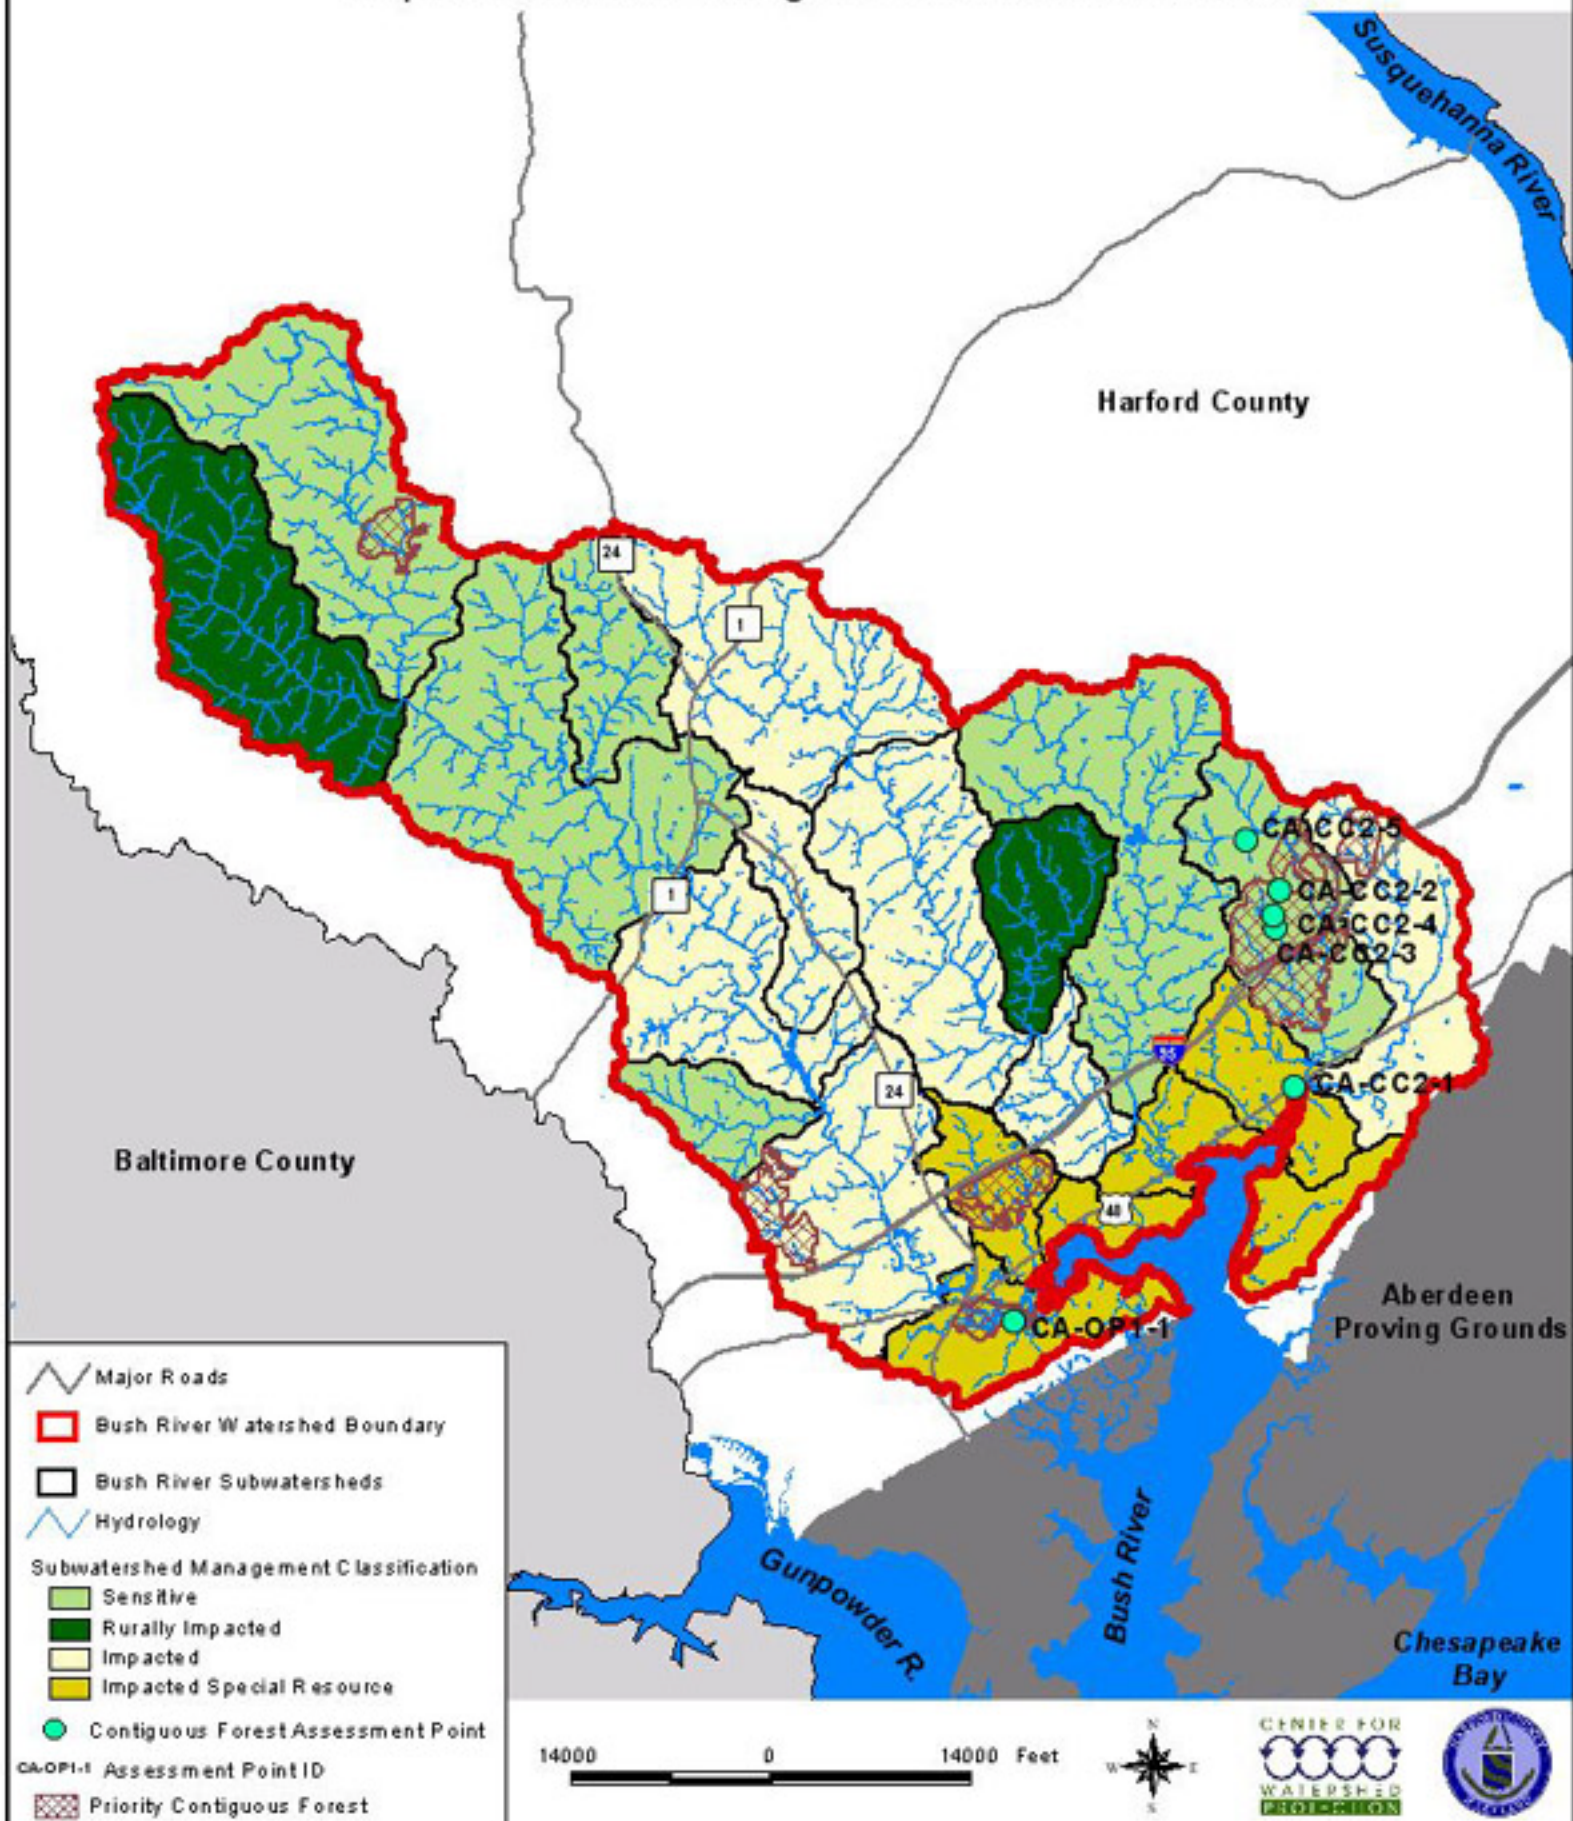 Susquehanna River
Harford County
24
1
CA-CC2-5
CA-CC2-2
1
CA-CC2-4
CA-CC2-3
95
CA-CC2-1
24
Baltimore County
40
Aberdeen
Proving Grounds
CA-OP1-1
Major Roads
Bush River Watershed Boundary
Bush River Subwatersheds
Hydrology
Subwatershed Management Classification
Sensitive
Rurally Impacted
Impacted
Impacted Special Resource
Contiguous Forest Assessment Point
CA-OP1-1 Assessment Point ID
Priority Contiguous Forest
Gunpowder R.
Bush River
Chesapeake
Bay
14000 0 14000 Feet
N
W E
S
CENTER FOR
WATERSHED
PROTECTION